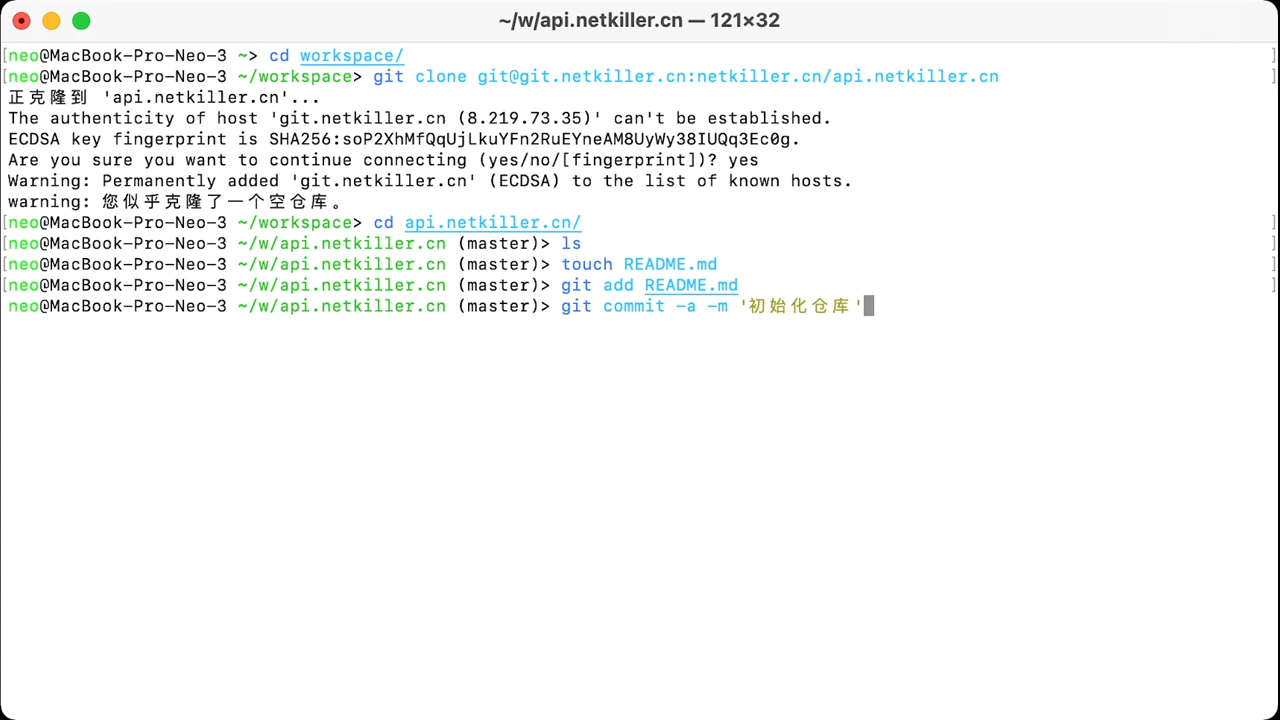 ~/w/api.netkiller.cn — 121×32
[neo@MacBook-Pro-Neo-3 ~> cd workspace/ ]
[neo@MacBook-Pro-Neo-3 ~/workspace> git clone git@git.netkiller.cn:netkiller.cn/api.netkiller.cn ]
正克隆到 'api.netkiller.cn'...
The authenticity of host 'git.netkiller.cn (8.219.73.35)' can't be established.
ECDSA key fingerprint is SHA256:soP2XhMfQqUjLkuYFn2RuEYneAM8UyWy38IUQq3Ec0g.
Are you sure you want to continue connecting (yes/no/[fingerprint])? yes
Warning: Permanently added 'git.netkiller.cn' (ECDSA) to the list of known hosts.
warning: 您似乎克隆了一个空仓库。
[neo@MacBook-Pro-Neo-3 ~/workspace> cd api.netkiller.cn/ ]
[neo@MacBook-Pro-Neo-3 ~/w/api.netkiller.cn (master)> ls ]
[neo@MacBook-Pro-Neo-3 ~/w/api.netkiller.cn (master)> touch README.md ]
[neo@MacBook-Pro-Neo-3 ~/w/api.netkiller.cn (master)> git add README.md ]
neo@MacBook-Pro-Neo-3 ~/w/api.netkiller.cn (master)> git commit -a -m '初始化仓库'